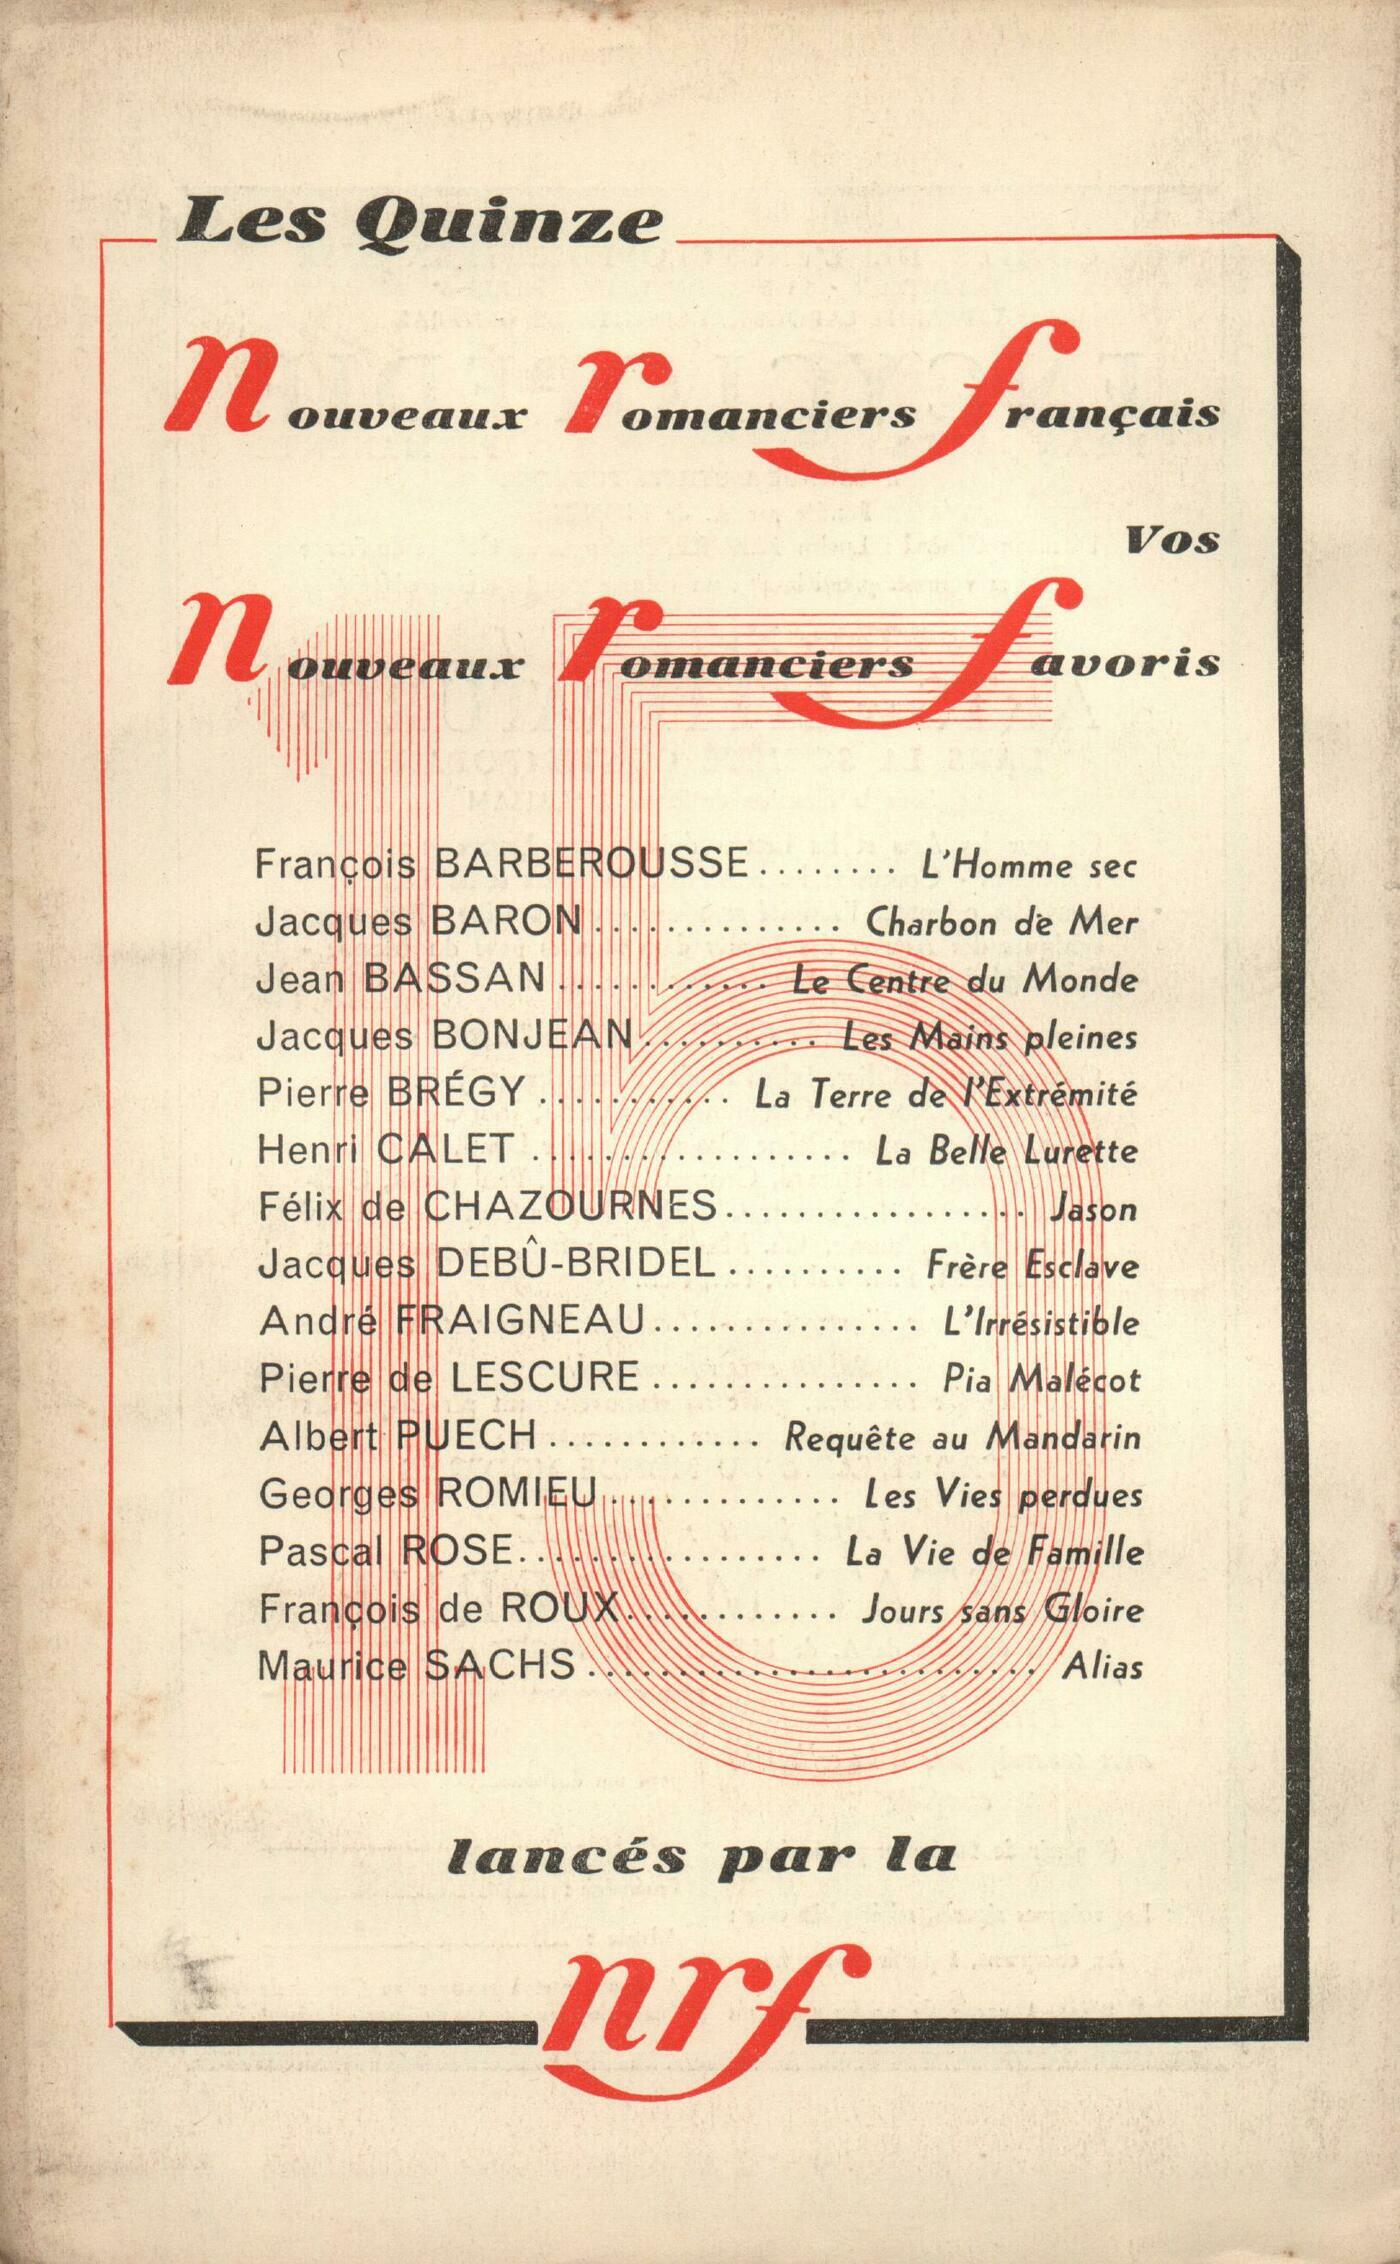 Les Quinze
nouveaux romanciers français
Vos
nouveaux romanciers favoris
François BARBEROUSSE........ L'Homme sec
Jacques BARON.............. Charbon de Mer
Jean BASSAN............ Le Centre du Monde
Jacques BONJEAN.......... Les Mains pleines
Pierre BRÉGY........... La Terre de l'Extrémité
Henri CALET.................. La Belle Lurette
Félix de CHAZOURNES................. Jason
Jacques DEBÛ-BRIDEL.......... Frère Esclave
André FRAIGNEAU............... L'Irrésistible
Pierre de LESCURE............... Pia Malécot
Albert PUECH............ Requête au Mandarin
Georges ROMIEU............. Les Vies perdues
Pascal ROSE................. La Vie de Famille
François de ROUX............ Jours sans Gloire
Maurice SACHS......................... Alias
lancés par la
nrf